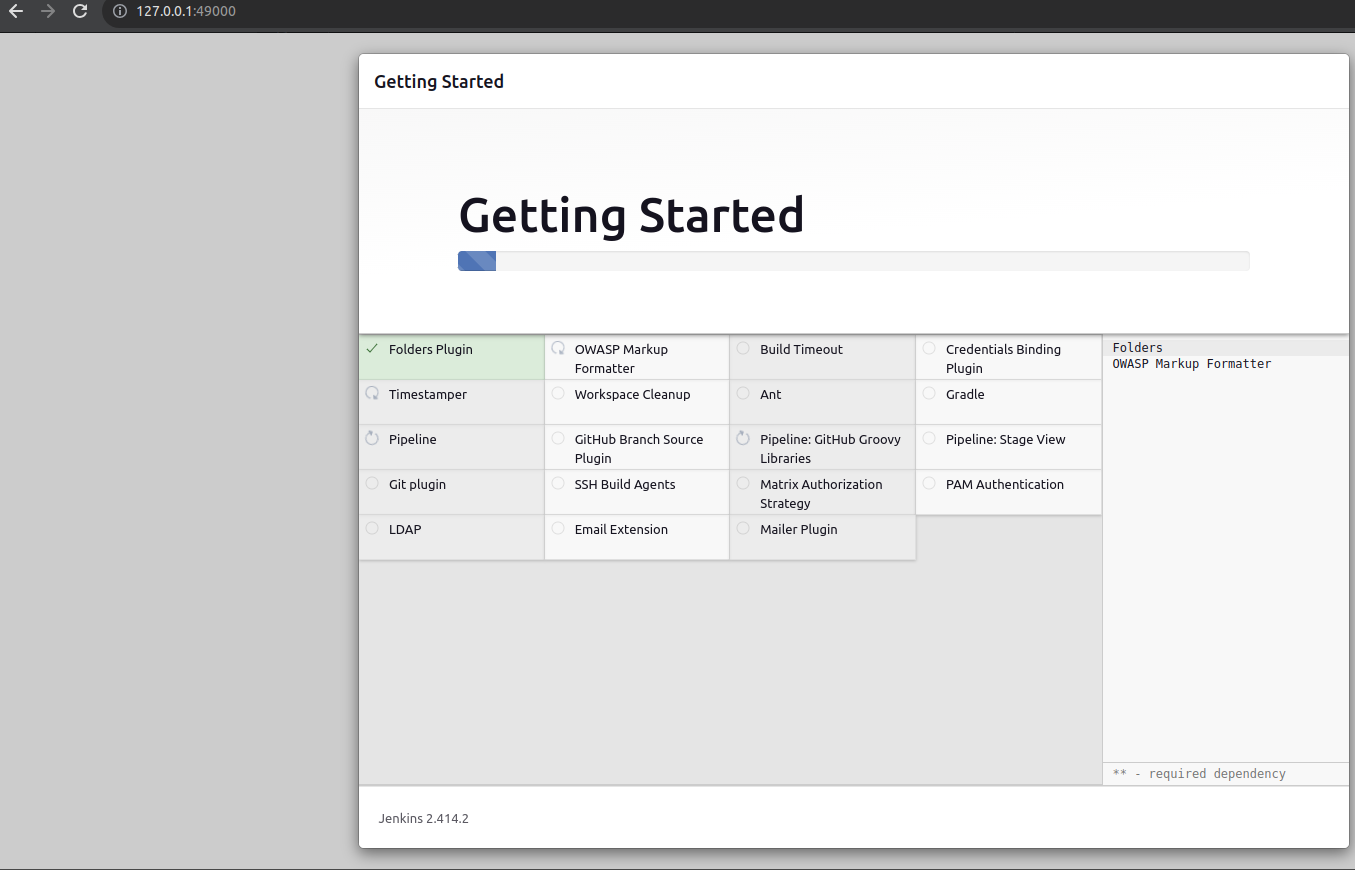 127.0.0.1:49000
Getting Started
Getting Started
Folders Plugin
OWASP Markup
Formatter
Build Timeout
Credentials Binding
Plugin
Timestamper
Workspace Cleanup
Ant
Gradle
Pipeline
GitHub Branch Source
Plugin
Pipeline: GitHub Groovy
Libraries
Pipeline: Stage View
Git plugin
SSH Build Agents
Matrix Authorization
Strategy
PAM Authentication
LDAP
Email Extension
Mailer Plugin
Folders
OWASP Markup Formatter
** - required dependency
Jenkins 2.414.2